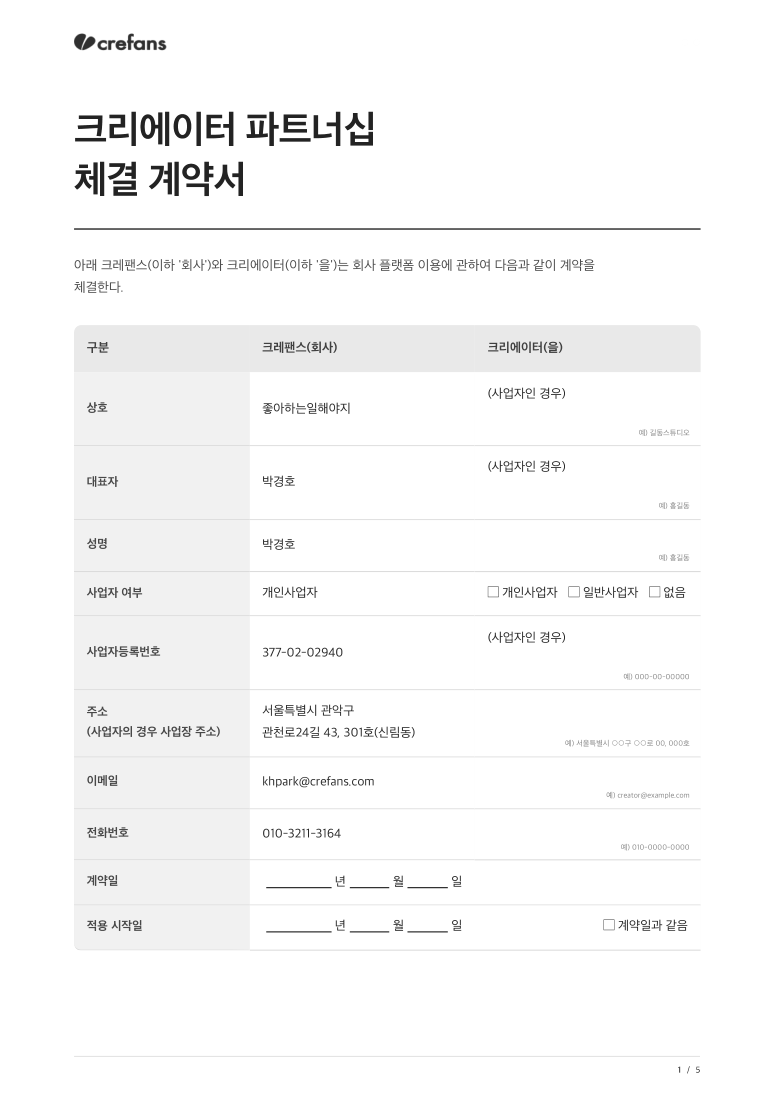 crefans
크리에이터 파트너십
체결 계약서
아래 크레팬스(이하 '회사')와 크리에이터(이하 '을')는 회사 플랫폼 이용에 관하여 다음과 같이 계약을
체결한다.
구분 크레팬스(회사) 크리에이터(을)
상호 좋아하는일해야지 (사업자인 경우)
예) 길동스튜디오
대표자 박경호 (사업자인 경우)
예) 홍길동
성명 박경호
예) 홍길동
사업자 여부 개인사업자 □ 개인사업자 □ 일반사업자 □ 없음
사업자등록번호 377-02-02940 (사업자인 경우)
예) 000-00-00000
주소 서울특별시 관악구
(사업자의 경우 사업장 주소) 관천로24길 43, 301호(신림동)
예) 서울특별시 ○○구 ○○로 00, 000호
이메일 khpark@crefans.com
예) creator@example.com
전화번호 010-3211-3164
예) 010-0000-0000
계약일 ______ 년 ____ 월 ____ 일
적용 시작일 ______ 년 ____ 월 ____ 일 □ 계약일과 같음
1 / 5